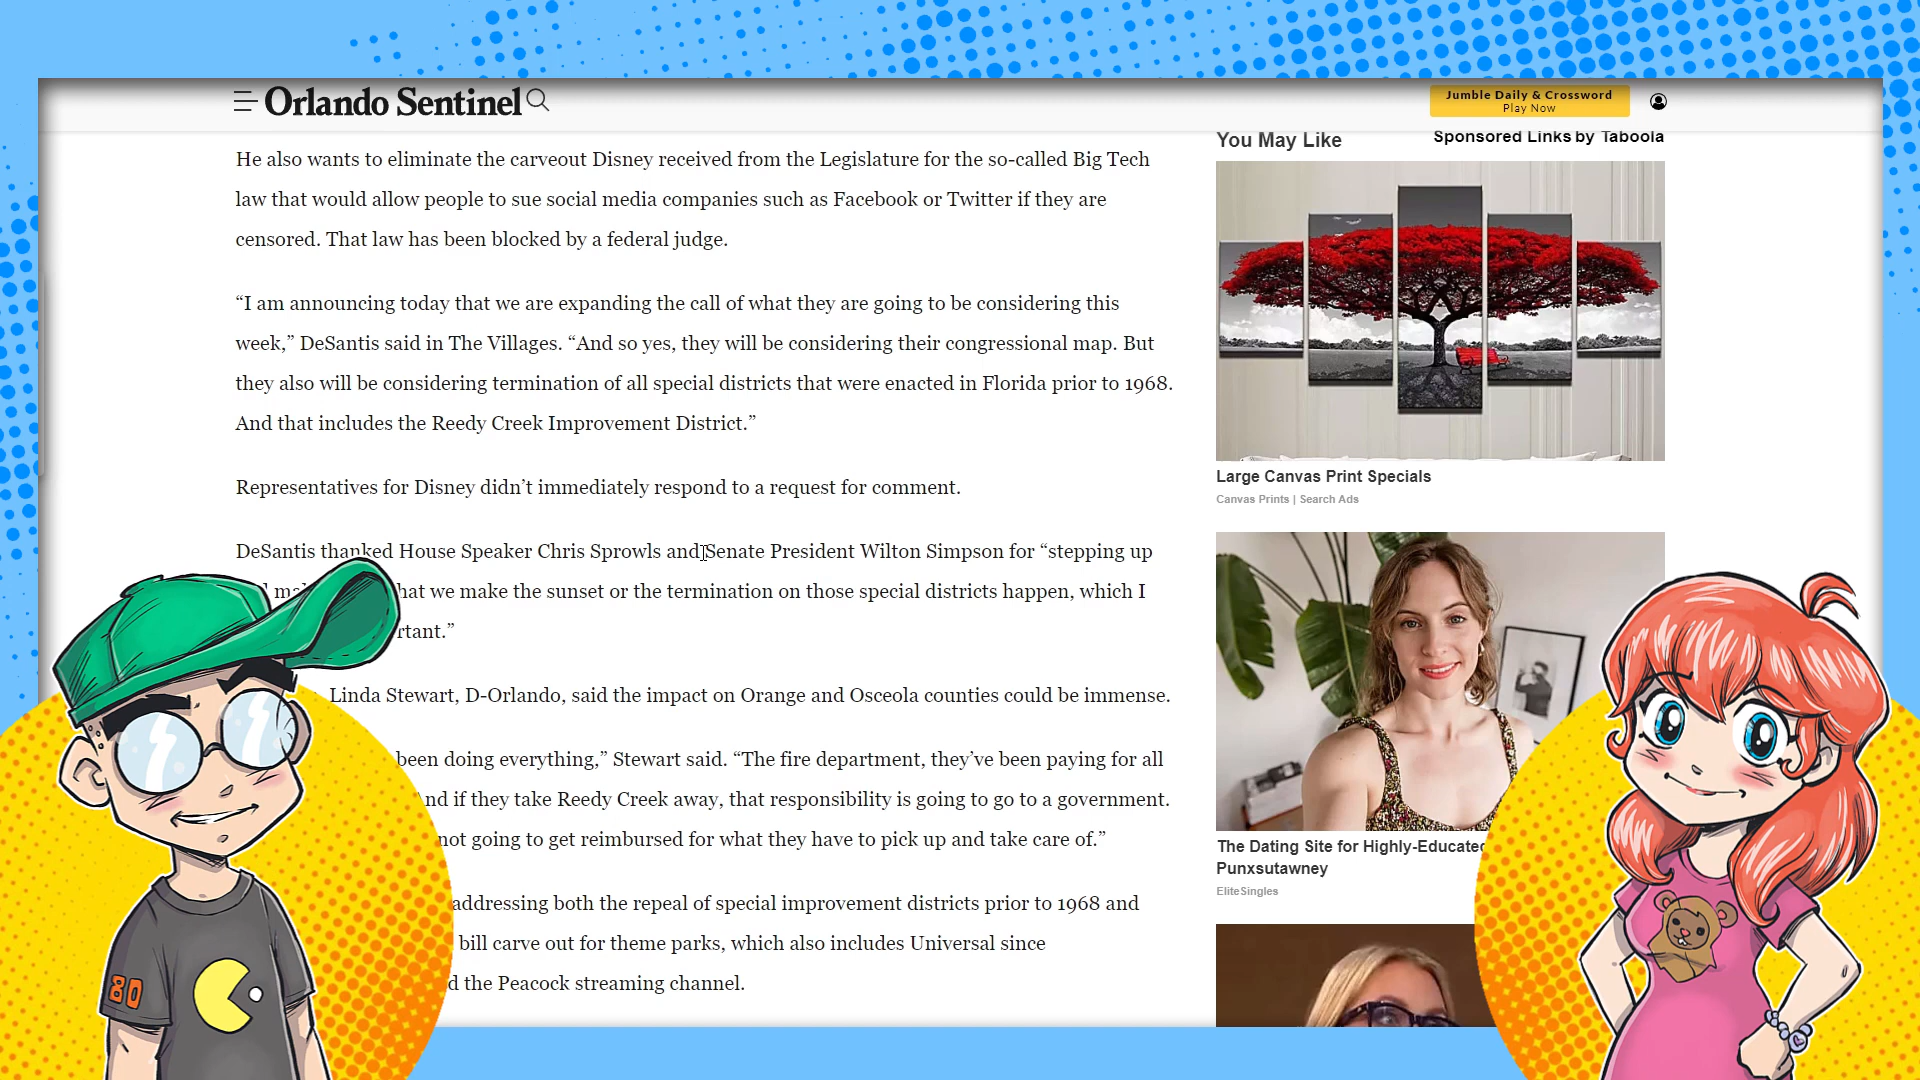 Orlando Sentinel
Jumble Daily & Crossword
Play Now
He also wants to eliminate the carveout Disney received from the Legislature for the so-called Big Tech
law that would allow people to sue social media companies such as Facebook or Twitter if they are
censored. That law has been blocked by a federal judge.
“I am announcing today that we are expanding the call of what they are going to be considering this
week,” DeSantis said in The Villages. “And so yes, they will be considering their congressional map. But
they also will be considering termination of all special districts that were enacted in Florida prior to 1968.
And that includes the Reedy Creek Improvement District.”
Representatives for Disney didn’t immediately respond to a request for comment.
DeSantis thanked House Speaker Chris Sprowls and Senate President Wilton Simpson for “stepping up
hat we make the sunset or the termination on those special districts happen, which I
rtant.”
Linda Stewart, D-Orlando, said the impact on Orange and Osceola counties could be immense.
been doing everything,” Stewart said. “The fire department, they’ve been paying for all
nd if they take Reedy Creek away, that responsibility is going to go to a government.
not going to get reimbursed for what they have to pick up and take care of.”
addressing both the repeal of special improvement districts prior to 1968 and
bill carve out for theme parks, which also includes Universal since
d the Peacock streaming channel.
You May Like
Sponsored Links by Taboola
Large Canvas Print Specials
Canvas Prints | Search Ads
The Dating Site for Highly-Educated
Punxsutawney
EliteSingles
80